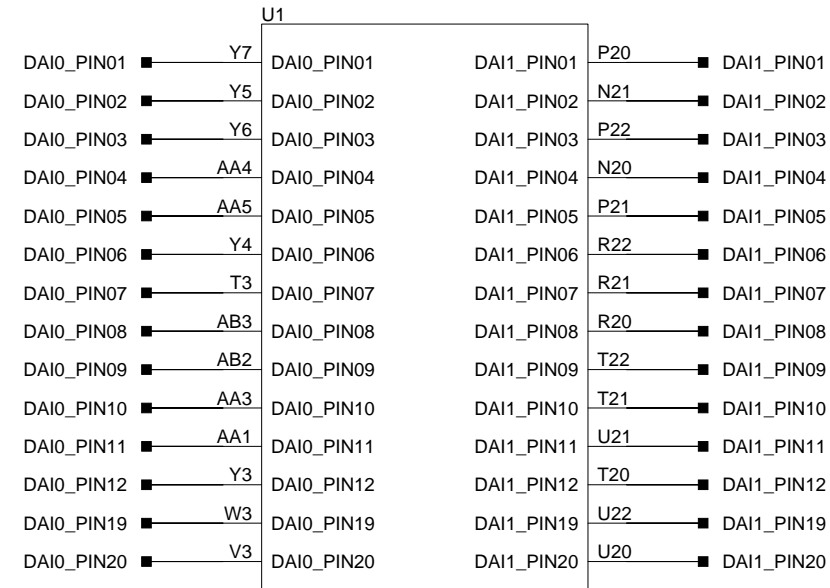 U1
DAI0_PIN01 Y7 DAI0_PIN01 DAI1_PIN01 P20 DAI1_PIN01
DAI0_PIN02 Y5 DAI0_PIN02 DAI1_PIN02 N21 DAI1_PIN02
DAI0_PIN03 Y6 DAI0_PIN03 DAI1_PIN03 P22 DAI1_PIN03
DAI0_PIN04 AA4 DAI0_PIN04 DAI1_PIN04 N20 DAI1_PIN04
DAI0_PIN05 AA5 DAI0_PIN05 DAI1_PIN05 P21 DAI1_PIN05
DAI0_PIN06 Y4 DAI0_PIN06 DAI1_PIN06 R22 DAI1_PIN06
DAI0_PIN07 T3 DAI0_PIN07 DAI1_PIN07 R21 DAI1_PIN07
DAI0_PIN08 AB3 DAI0_PIN08 DAI1_PIN08 R20 DAI1_PIN08
DAI0_PIN09 AB2 DAI0_PIN09 DAI1_PIN09 T22 DAI1_PIN09
DAI0_PIN10 AA3 DAI0_PIN10 DAI1_PIN10 T21 DAI1_PIN10
DAI0_PIN11 AA1 DAI0_PIN11 DAI1_PIN11 U21 DAI1_PIN11
DAI0_PIN12 Y3 DAI0_PIN12 DAI1_PIN12 T20 DAI1_PIN12
DAI0_PIN19 W3 DAI0_PIN19 DAI1_PIN19 U22 DAI1_PIN19
DAI0_PIN20 V3 DAI0_PIN20 DAI1_PIN20 U20 DAI1_PIN20